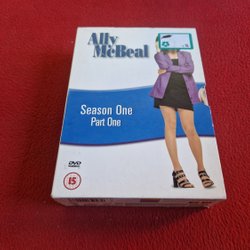 Ally
McBeal
Season One
Part One
DVD
15